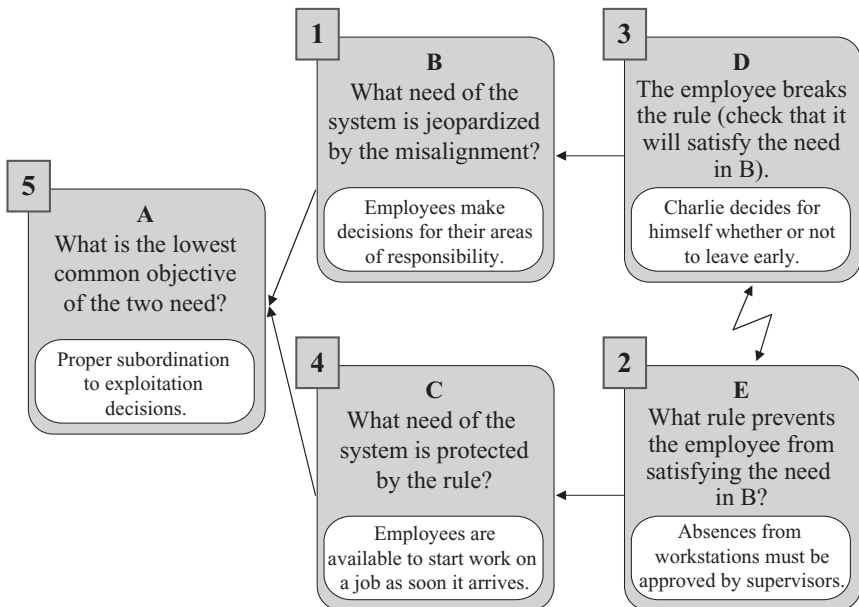 1
B
What need of the
system is jeopardized
by the misalignment?
Employees make
decisions for their areas
of responsibility.
3
D
The employee breaks
the rule (check that it
will satisfy the need
in B).
Charlie decides for
himself whether or not
to leave early.
5
A
What is the lowest
common objective
of the two need?
Proper subordination
to exploitation
decisions.
4
C
What need of the
system is protected
by the rule?
Employees are
available to start work on
a job as soon it arrives.
2
E
What rule prevents
the employee from
satisfying the need
in B?
Absences from
workstations must be
approved by supervisors.